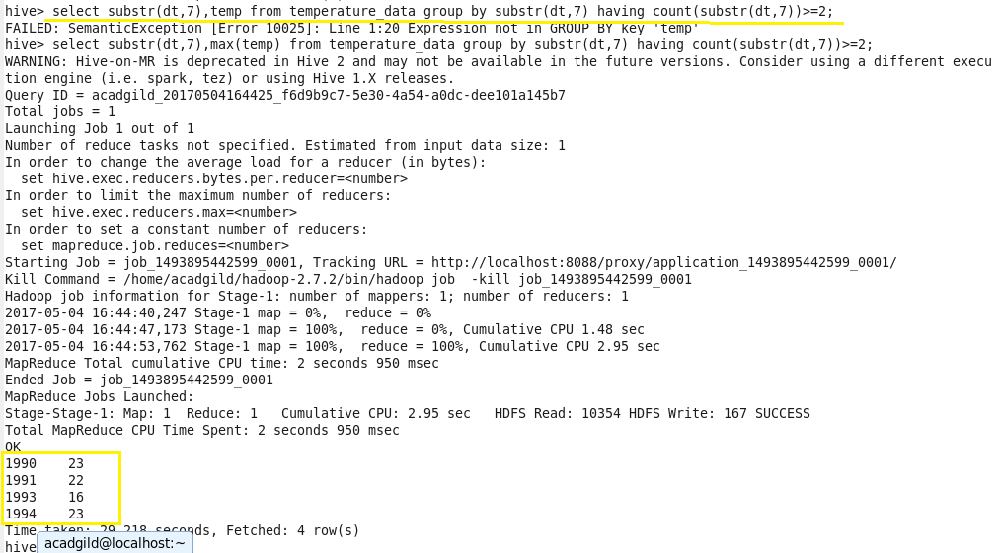 hive> select substr(dt,7),temp from temperature_data group by substr(dt,7) having count(substr(dt,7))>=2;
FAILED: SemanticException [Error 10025]: Line 1:20 Expression not in GROUP BY key 'temp'
hive> select substr(dt,7),max(temp) from temperature_data group by substr(dt,7) having count(substr(dt,7))>=2;
WARNING: Hive-on-MR is deprecated in Hive 2 and may not be available in the future versions. Consider using a different execu
tion engine (i.e. spark, tez) or using Hive 1.X releases.
Query ID = acadgild_20170504164425_f6d9b9c7-5e30-4a54-a0dc-dee101a145b7
Total jobs = 1
Launching Job 1 out of 1
Number of reduce tasks not specified. Estimated from input data size: 1
In order to change the average load for a reducer (in bytes):
  set hive.exec.reducers.bytes.per.reducer=<number>
In order to limit the maximum number of reducers:
  set hive.exec.reducers.max=<number>
In order to set a constant number of reducers:
  set mapreduce.job.reduces=<number>
Starting Job = job_1493895442599_0001, Tracking URL = http://localhost:8088/proxy/application_1493895442599_0001/
Kill Command = /home/acadgild/hadoop-2.7.2/bin/hadoop job  -kill job_1493895442599_0001
Hadoop job information for Stage-1: number of mappers: 1; number of reducers: 1
2017-05-04 16:44:40,247 Stage-1 map = 0%,  reduce = 0%
2017-05-04 16:44:47,173 Stage-1 map = 100%,  reduce = 0%, Cumulative CPU 1.48 sec
2017-05-04 16:44:53,762 Stage-1 map = 100%,  reduce = 100%, Cumulative CPU 2.95 sec
MapReduce Total cumulative CPU time: 2 seconds 950 msec
Ended Job = job_1493895442599_0001
MapReduce Jobs Launched:
Stage-Stage-1: Map: 1  Reduce: 1   Cumulative CPU: 2.95 sec   HDFS Read: 10354 HDFS Write: 167 SUCCESS
Total MapReduce CPU Time Spent: 2 seconds 950 msec
OK
1990    23
1991    22
1993    16
1994    23
Time taken: 29.218 seconds, Fetched: 4 row(s)
hive
acadgild@localhost:~